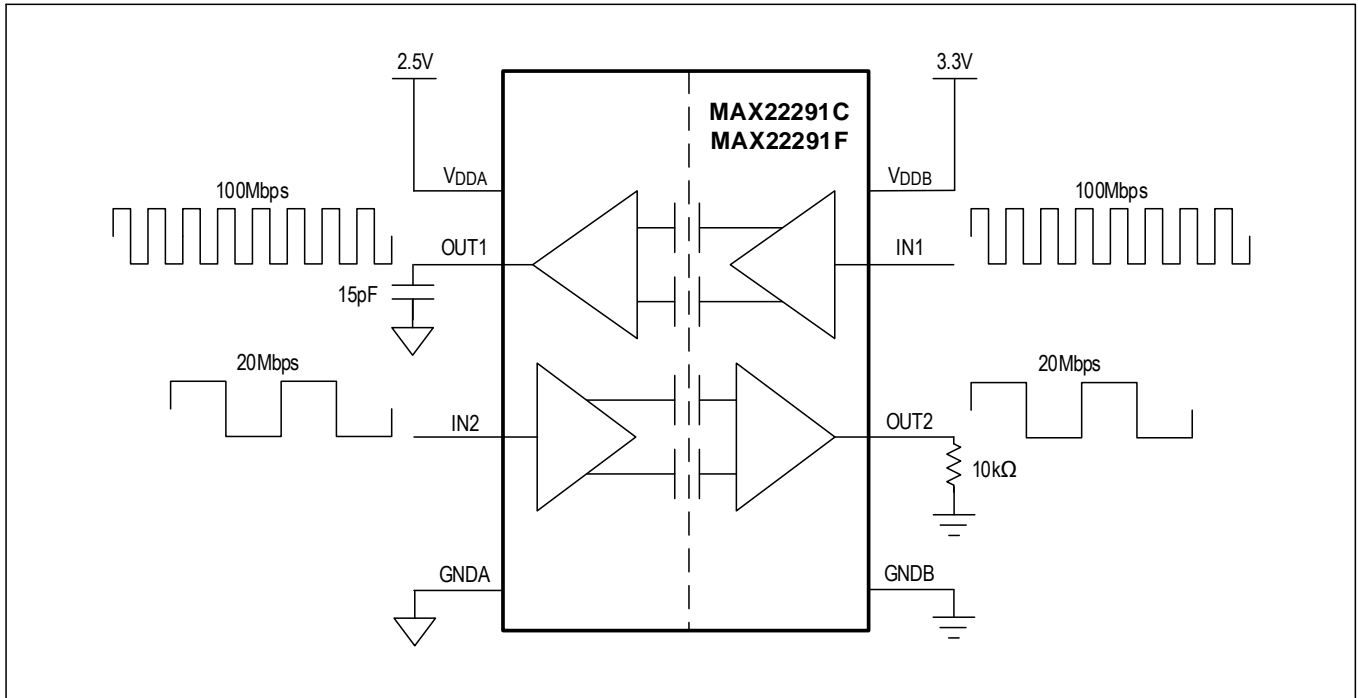 2.5V
3.3V
MAX22291C
MAX22291F
VDDA
VDDB
100Mbps
100Mbps
OUT1
IN1
15pF
20Mbps
20Mbps
IN2
OUT2
10kΩ
GNDA
GNDB